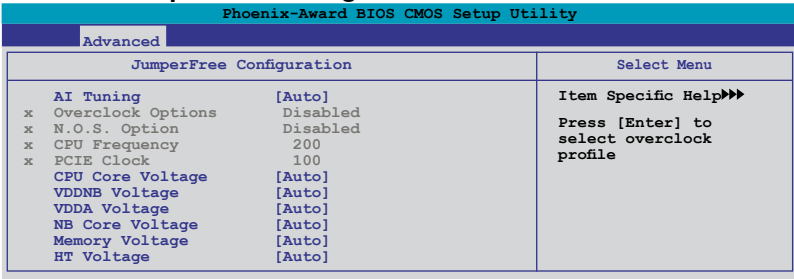 Phoenix-Award BIOS CMOS Setup Utility
Advanced
JumperFree Configuration
Select Menu
AI Tuning [Auto]
x Overclock Options Disabled
x N.O.S. Option Disabled
x CPU Frequency 200
x PCIE Clock 100
CPU Core Voltage [Auto]
VDDNB Voltage [Auto]
VDDA Voltage [Auto]
NB Core Voltage [Auto]
Memory Voltage [Auto]
HT Voltage [Auto]
Item Specific Help
Press [Enter] to
select overclock
profile